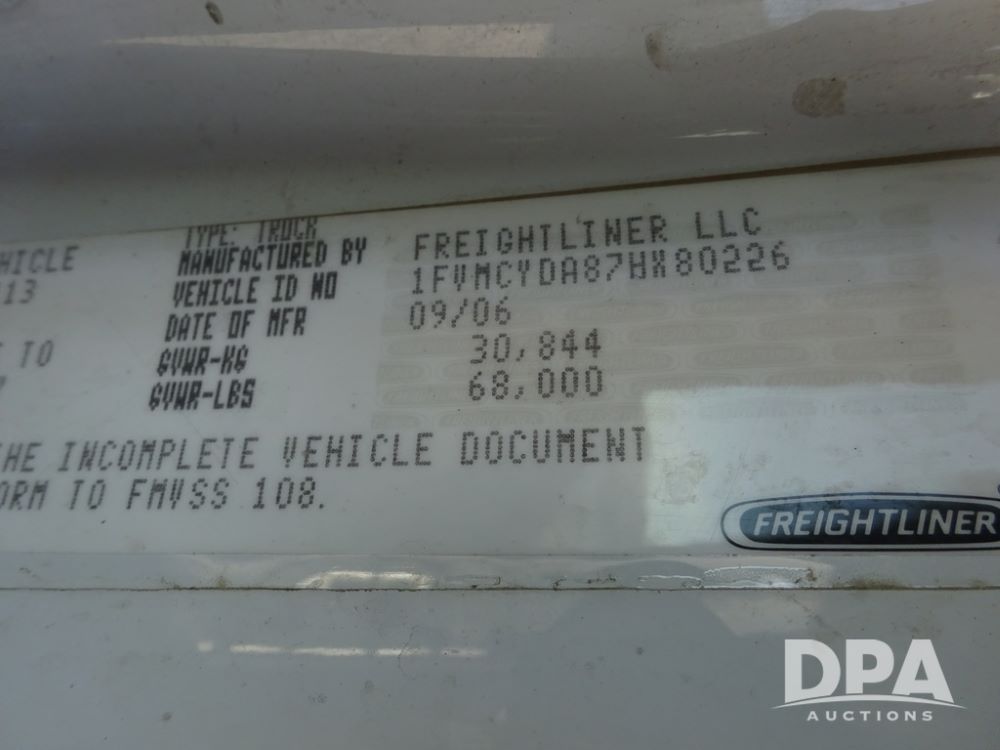 TYPE: TRUCK
HICLE MANUFACTURED BY FREIGHTLINER LLC
13 VEHICLE ID NO 1FVMCYDA87HX80226
DATE OF MFR 09/06
TO GVWR-KG 30,844
GVWR-LBS 68,000
HE INCOMPLETE VEHICLE DOCUMENT
ORM TO FMVSS 108.
FREIGHTLINER
DPA
AUCTIONS